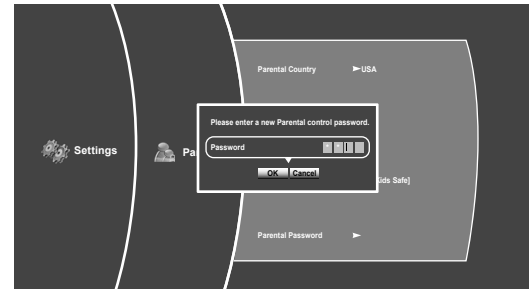 Parental Country ►USA
Please enter a new Parental control password.
Settings
Pa
Password * *
OK Cancel
Kids Safe]
Parental Password ►